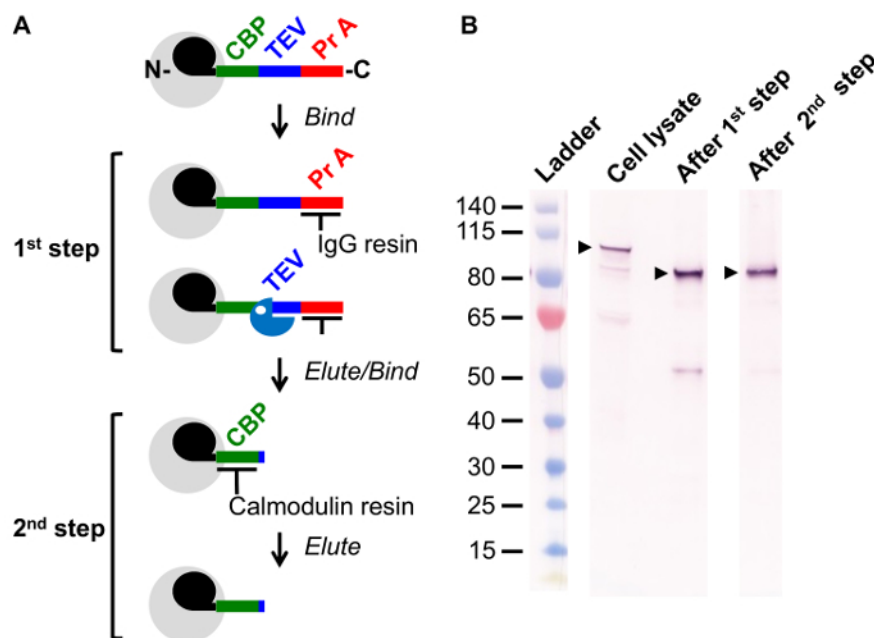 A
CBP TEV Pr A
N- -C
Bind
Pr A
1st step
IgG resin
TEV
Elute/Bind
CBP
Calmodulin resin
2nd step
Elute
B
Ladder
Cell lysate
After 1st step
After 2nd step
140
115
80
65
50
40
30
25
15